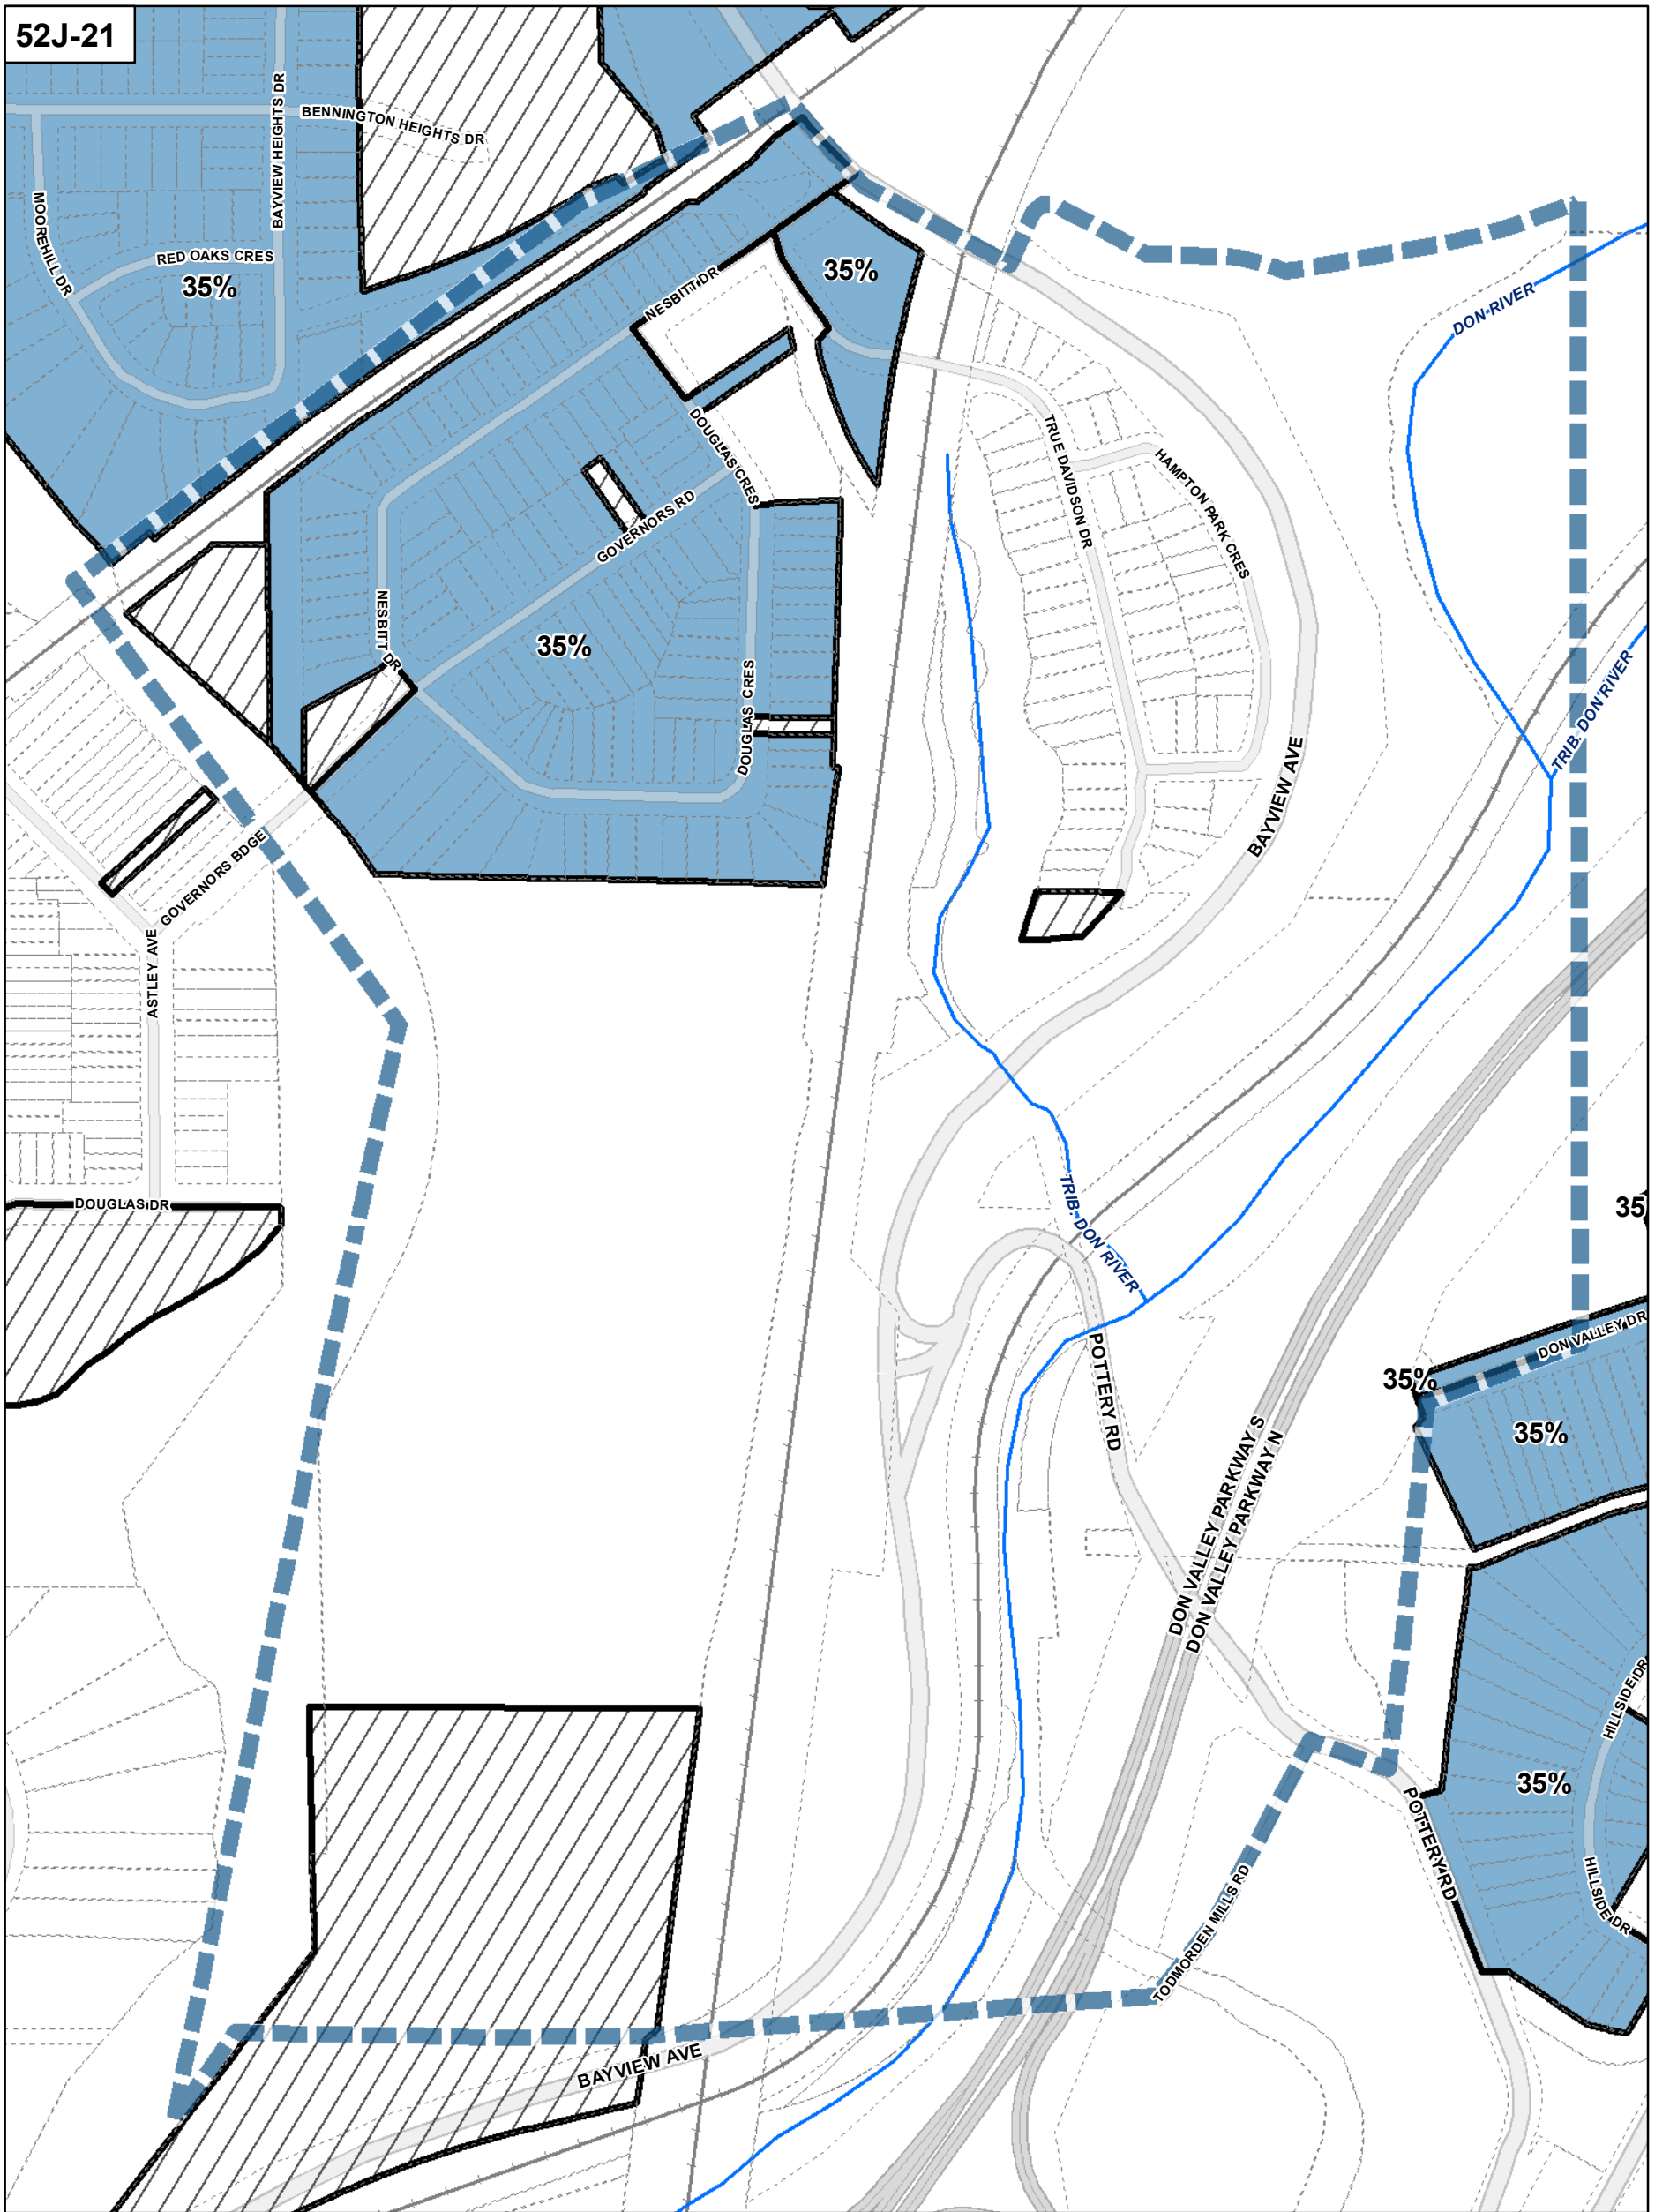 52J-21
BAYVIEW HEIGHTS DR
BENNINGTON HEIGHTS DR
MOOREHILL DR
RED OAKS CRES
35%
35%
NESBITT DR
DON RIVER
DOUGLAS CRES
TRUE DAVIDSON DR
HAMPTON PARK CRES
GOVERNORS RD
NESBITT DR
35%
DOUGLAS CRES
TRIB. DON RIVER
BAYVIEW AVE
GOVERNORS BDGE
ASTLEY AVE
DOUGLAS DR
TRIB. DON RIVER
35
DON VALLEY DR
POTTERY RD
35%
35%
DON VALLEY PARKWAY S
DON VALLEY PARKWAY N
HILLSIDE DR
35%
POTTERY RD
HILLSIDE DR
TODMORDEN MILLS RD
BAYVIEW AVE